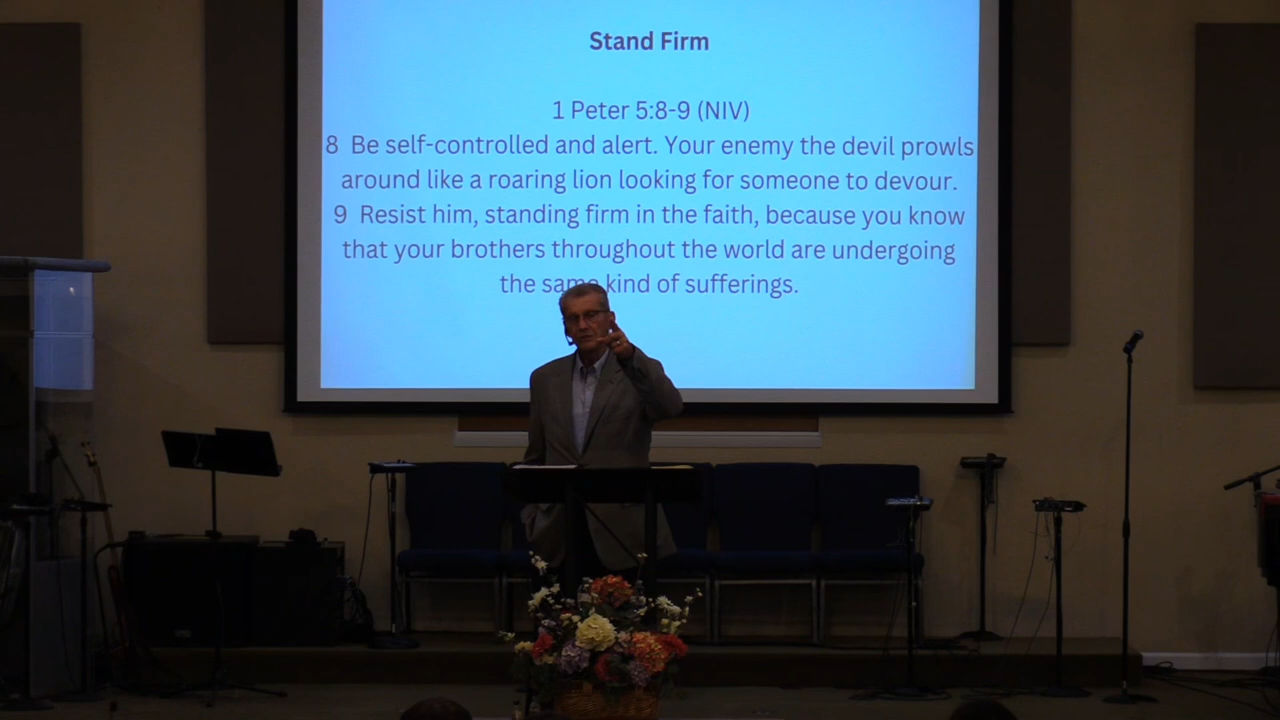 Stand Firm
1 Peter 5:8-9 (NIV)
8 Be self-controlled and alert. Your enemy the devil prowls
around like a roaring lion looking for someone to devour.
9 Resist him, standing firm in the faith, because you know
that your brothers throughout the world are undergoing
the same kind of sufferings.